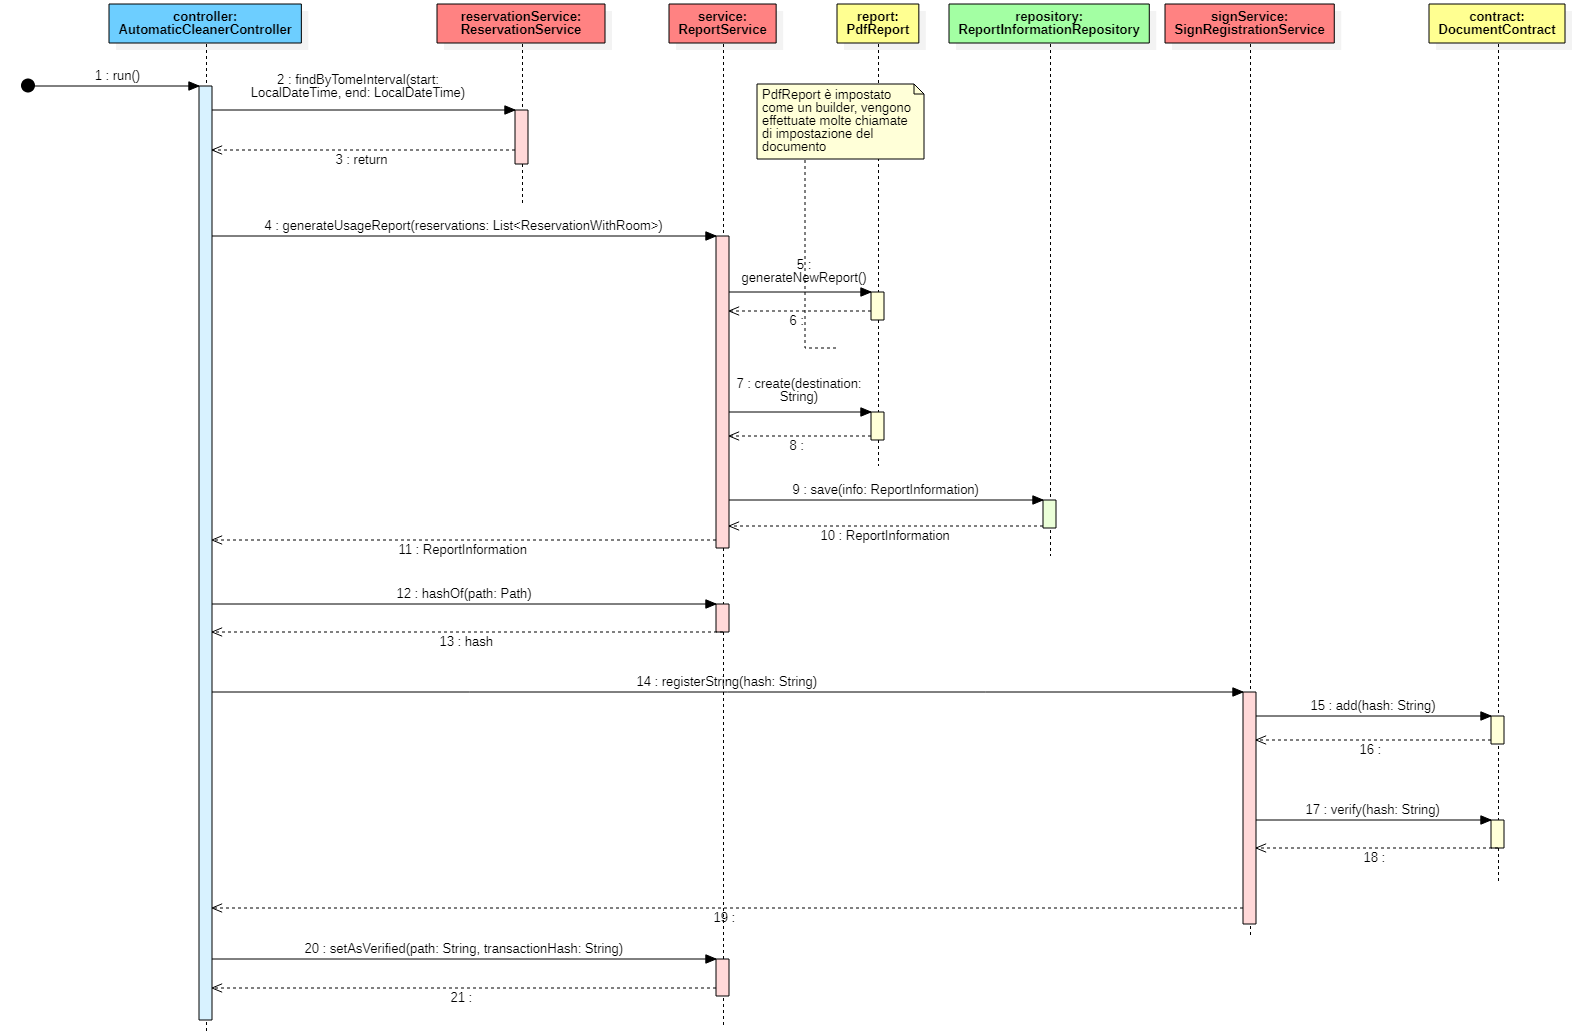 controller:
AutomaticCleanerController
reservationService:
ReservationService
service:
ReportService
report:
PdfReport
repository:
ReportInformationRepository
signService:
SignRegistrationService
contract:
DocumentContract
1 : run()
2 : findByTomeInterval(start:
LocalDateTime, end: LocalDateTime)
PdfReport è impostato
come un builder, vengono
effettuate molte chiamate
di impostazione del
documento
3 : return
4 : generateUsageReport(reservations: List<ReservationWithRoom>)
5 :
generateNewReport()
6 :
7 : create(destination:
String)
8 :
9 : save(info: ReportInformation)
10 : ReportInformation
11 : ReportInformation
12 : hashOf(path: Path)
13 : hash
14 : registerString(hash: String)
15 : add(hash: String)
16 :
17 : verify(hash: String)
18 :
19 :
20 : setAsVerified(path: String, transactionHash: String)
21 :